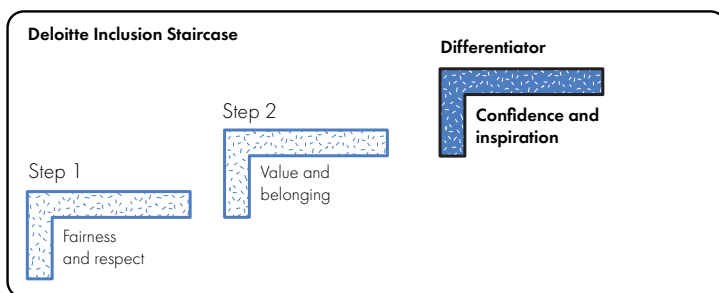 Deloitte Inclusion Staircase
Step 1
Fairness
and respect
Step 2
Value and
belonging
Differentiator
Confidence and
inspiration